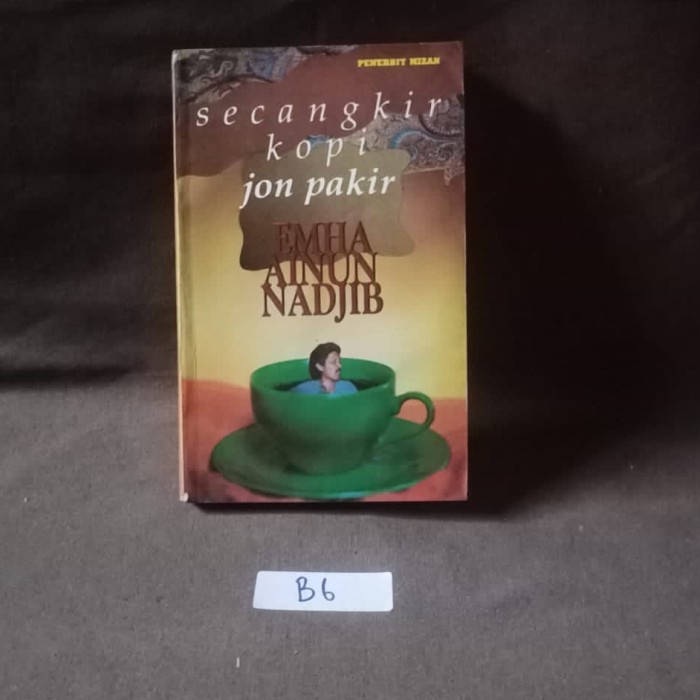 PENERBIT MIZAN
secangkir
kopi
jon pakir
EMHA
AINUN
NADJIB
B6